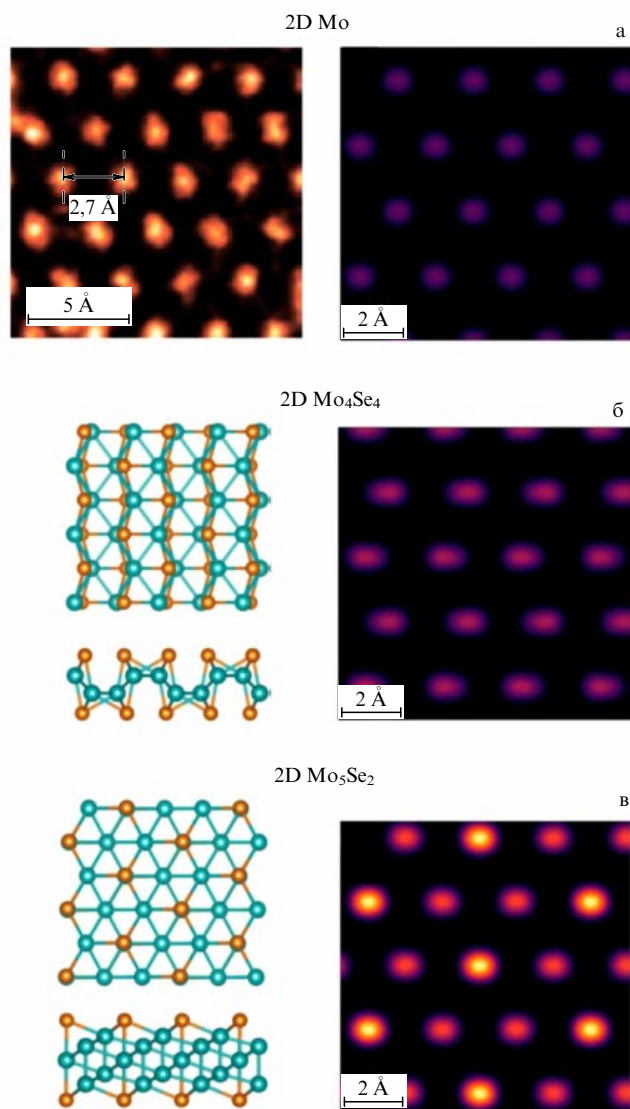 2D Mo
а
2,7 Å
5 Å
2 Å
2D Mo₄Se₄
б
2 Å
2D Mo₅Se₂
в
2 Å